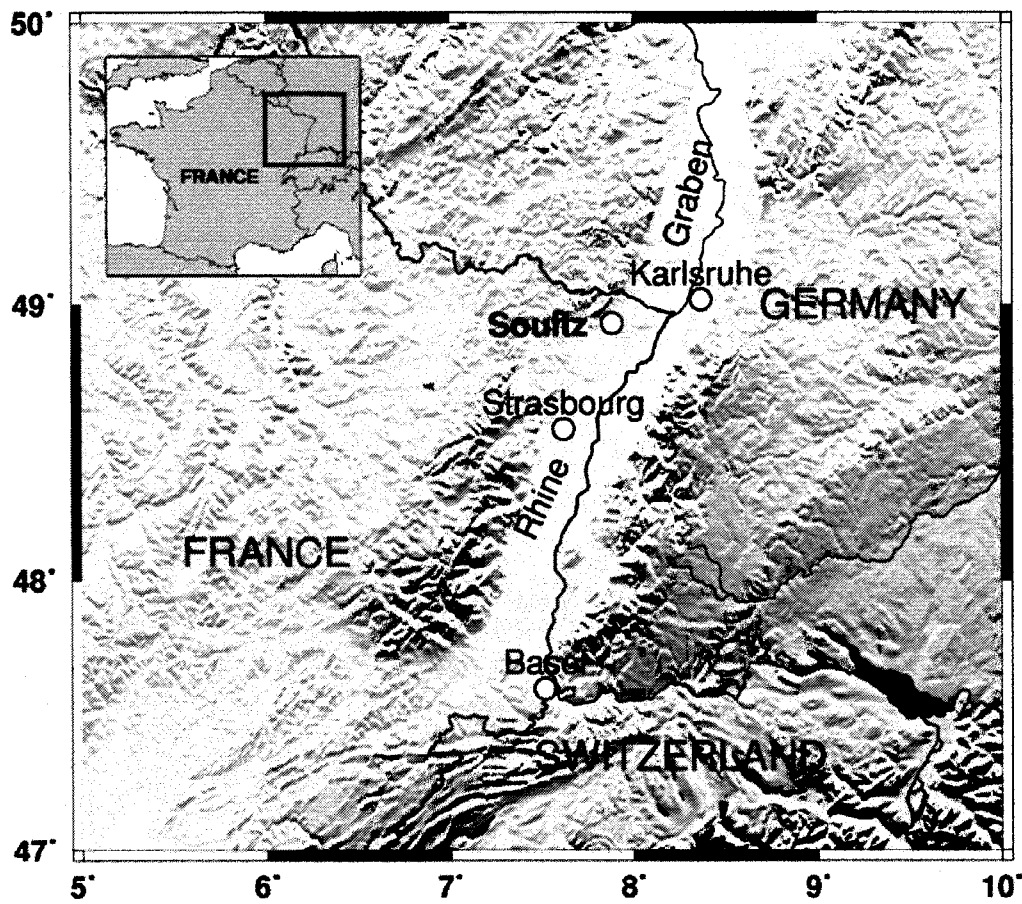 50°
FRANCE
Graben
Karlsruhe
GERMANY
49°
Soultz
Strasbourg
Rhine
FRANCE
48°
Basel
SWITZERLAND
47°
5°
6°
7°
8°
9°
10°